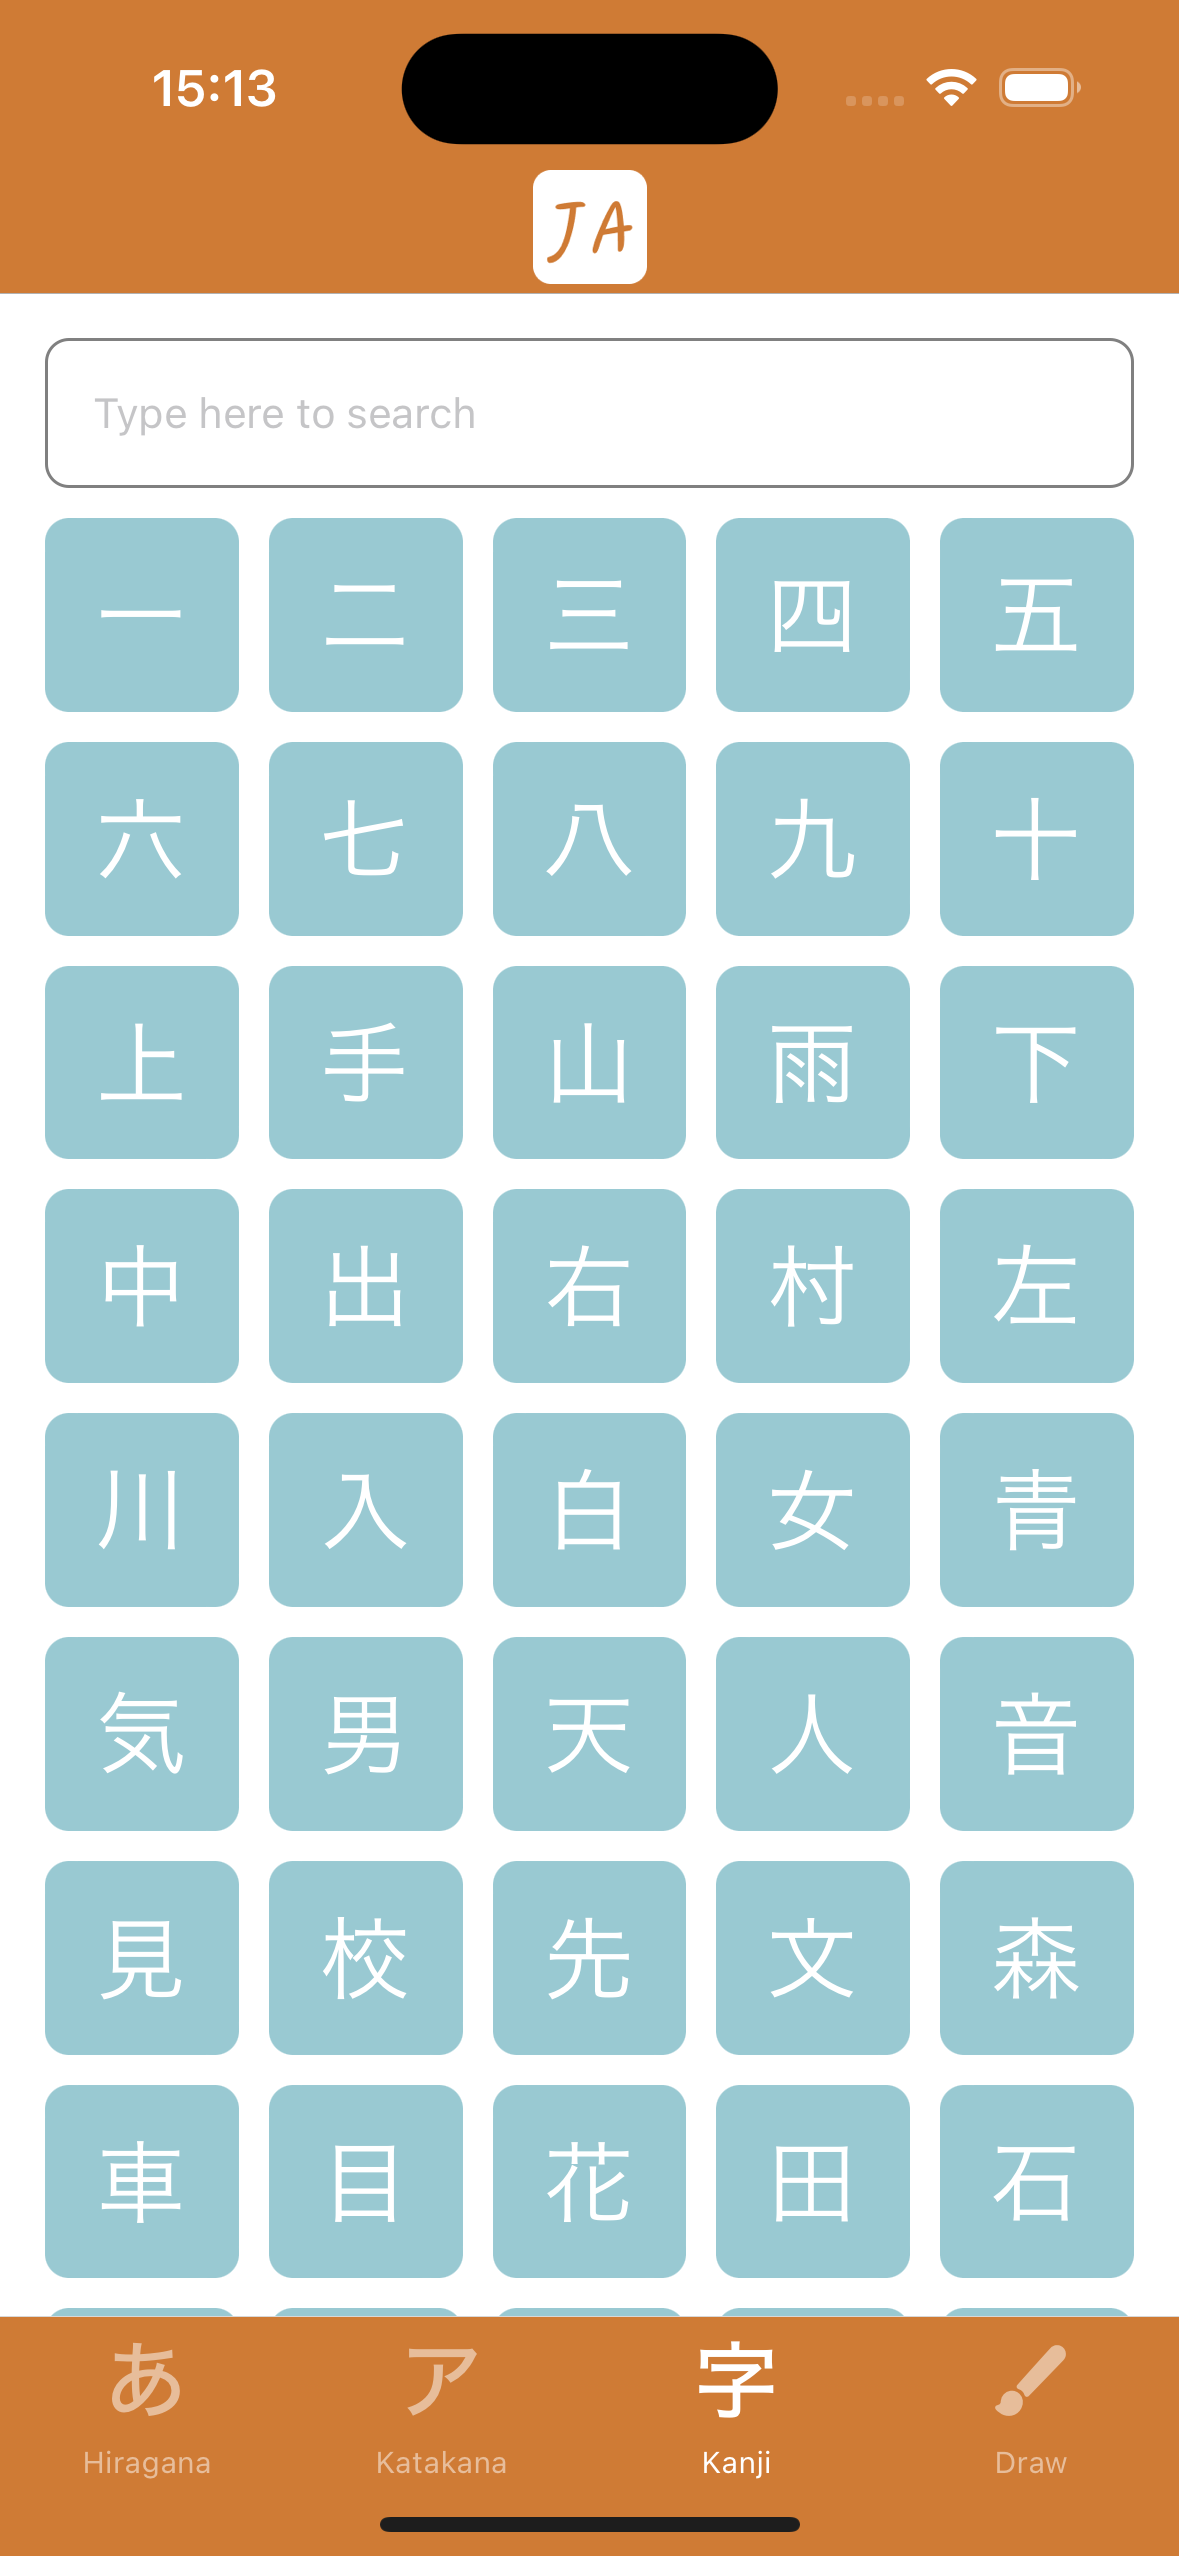 15:13
JA
Type here to search
一 二 三 四 五
六 七 八 九 十
上 手 山 雨 下
中 出 右 村 左
川 入 白 女 青
気 男 天 人 音
見 校 先 文 森
車 目 花 田 石
あ ア 字
Hiragana Katakana Kanji Draw